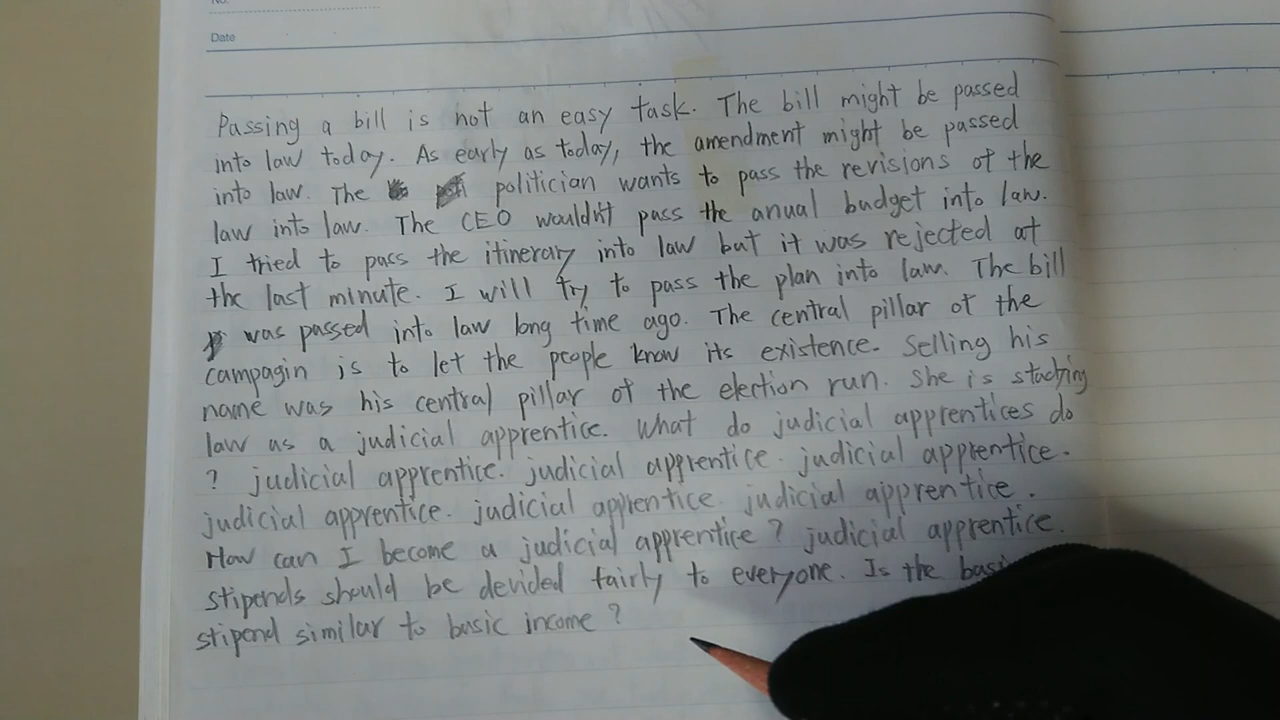 No.
Date
Passing a bill is not an easy task. The bill might be passed
into law today. As early as today, the amendment might be passed
into law. The politician wants to pass the revisions of the
law into law. The CEO wouldn't pass the anual budget into law.
I tried to pass the itinerary into law but it was rejected at
the last minute. I will try to pass the plan into law. The bill
was passed into law long time ago. The central pillar of the
campagin is to let the people know its existence. Selling his
name was his central pillar of the election run. She is studying
law as a judicial apprentice. What do judicial apprentices do
? judicial apprentice. judicial apprentice. judicial apprentice.
judicial apprentice. judicial apprentice. judicial apprentice.
How can I become a judicial apprentice? judicial apprentice.
stipends should be devided fairly to everyone. Is the
stipend similar to basic income?